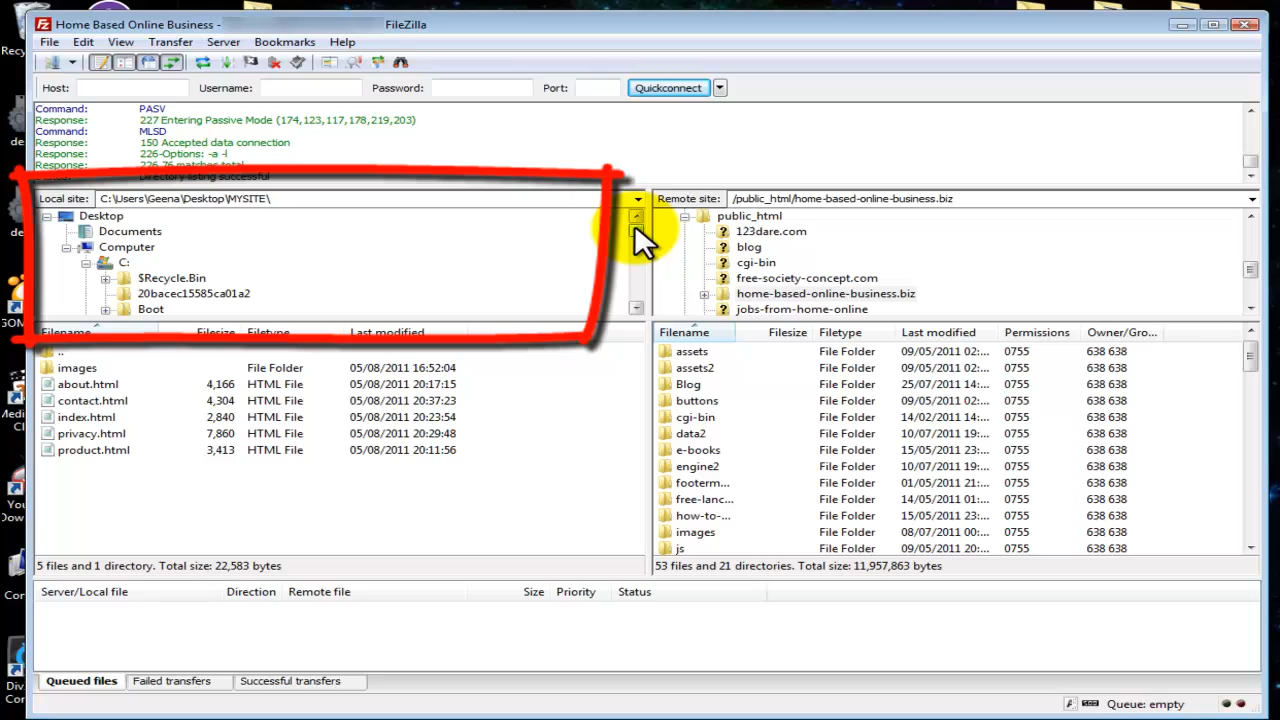 Home Based Online Business - FileZilla
File Edit View Transfer Server Bookmarks Help
Host: Username: Password: Port: Quickconnect
Command: PASV
Response: 227 Entering Passive Mode (174,123,117,178,219,203)
Command: MLSD
Response: 150 Accepted data connection
Response: 226-Options: -a -l
Response: 226 76 matches total
Directory listing successful
Local site: C:\Users\Geena\Desktop\MYSITE\
Desktop
Documents
Computer
C:
$Recycle.Bin
20bacec15585ca01a2
Boot
Remote site: /public_html/home-based-online-business.biz
public_html
123dare.com
blog
cgi-bin
free-society-concept.com
home-based-online-business.biz
jobs-from-home-online
Filename Filesize Filetype Last modified
..
images File Folder 05/08/2011 16:52:04
about.html 4,166 HTML File 05/08/2011 20:17:15
contact.html 4,304 HTML File 05/08/2011 20:37:23
index.html 2,840 HTML File 05/08/2011 20:23:54
privacy.html 7,860 HTML File 05/08/2011 20:29:48
product.html 3,413 HTML File 05/08/2011 20:11:56
5 files and 1 directory. Total size: 22,583 bytes
Filename Filesize Filetype Last modified Permissions Owner/Gro...
assets File Folder 09/05/2011 02:... 0755 638 638
assets2 File Folder 09/05/2011 02:... 0755 638 638
Blog File Folder 25/07/2011 14:... 0755 638 638
buttons File Folder 09/05/2011 02:... 0755 638 638
cgi-bin File Folder 14/02/2011 14:... 0755 638 638
data2 File Folder 10/07/2011 19:... 0755 638 638
e-books File Folder 15/05/2011 23:... 0755 638 638
engine2 File Folder 10/07/2011 19:... 0755 638 638
footerm... File Folder 01/05/2011 21:... 0755 638 638
free-lanc... File Folder 14/05/2011 01:... 0755 638 638
how-to-... File Folder 15/05/2011 23:... 0755 638 638
images File Folder 08/07/2011 00:... 0755 638 638
js File Folder 09/05/2011 20:... 0755 638 638
53 files and 21 directories. Total size: 11,957,863 bytes
Server/Local file Direction Remote file Size Priority Status
Queued files Failed transfers Successful transfers
Queue: empty